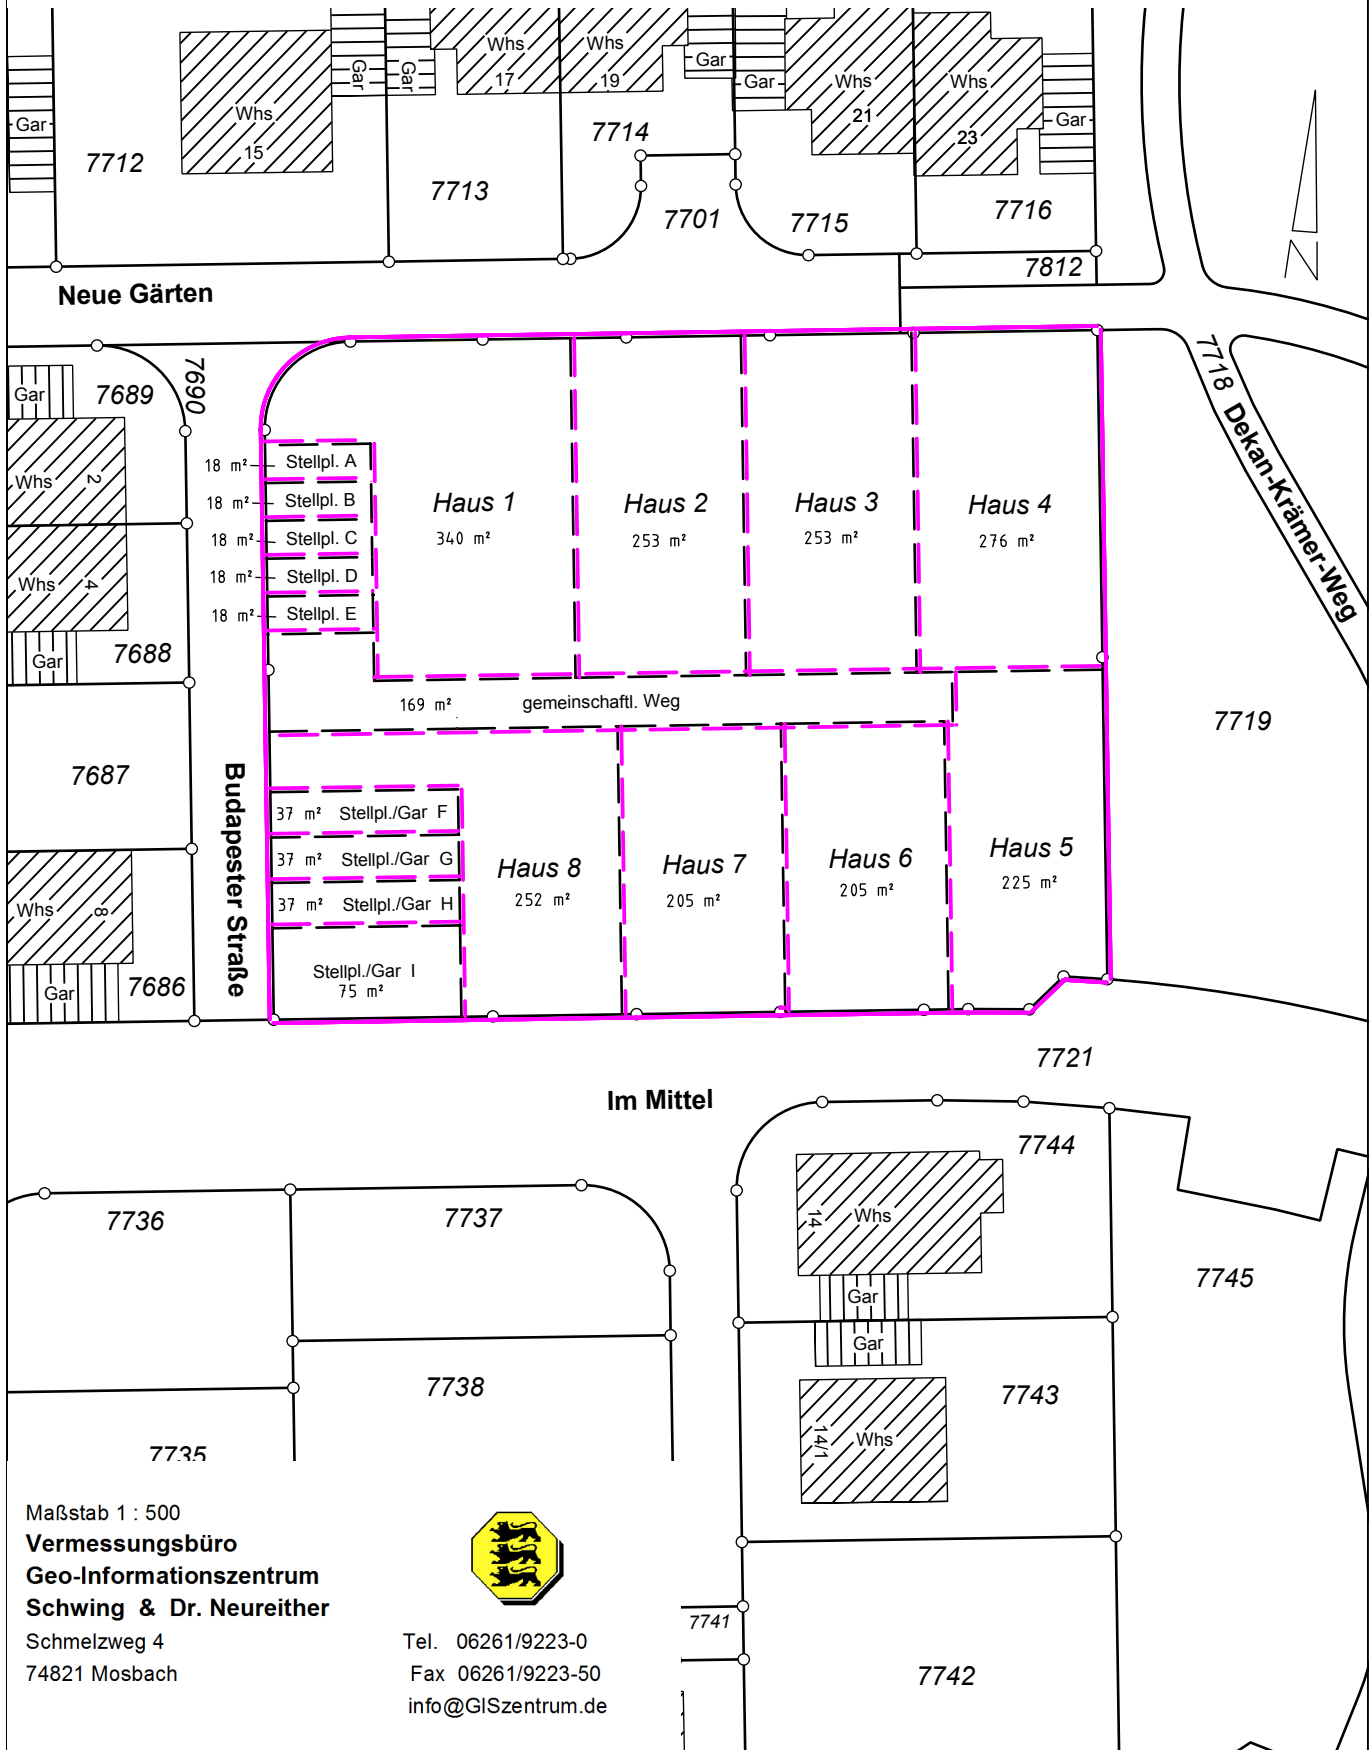 Whs
17
Whs
19
Gar
Gar
Gar
Gar
Whs
21
Whs
23
Gar
Gar
Whs
15
7712
7713
7714
7701
7715
7716
7812
N
Neue Gärten
Gar
7689
7690
7718 Dekan-Krämer-Weg
Whs
2
Whs
4
Gar
7688
18 m² Stellpl. A
18 m² Stellpl. B
18 m² Stellpl. C
18 m² Stellpl. D
18 m² Stellpl. E
Haus 1
340 m²
Haus 2
253 m²
Haus 3
253 m²
Haus 4
276 m²
169 m² gemeinschaftl. Weg
7719
7687
Budapester Straße
37 m² Stellpl./Gar F
37 m² Stellpl./Gar G
37 m² Stellpl./Gar H
Stellpl./Gar I
75 m²
Haus 8
252 m²
Haus 7
205 m²
Haus 6
205 m²
Haus 5
225 m²
Whs
8
Gar
7686
7721
Im Mittel
7736
7737
7744
14
Whs
Gar
Gar
7745
7738
7743
14/1
Whs
7735
7741
7742
Maßstab 1 : 500
Vermessungsbüro
Geo-Informationszentrum
Schwing & Dr. Neureither
Schmelzweg 4
74821 Mosbach
Tel. 06261/9223-0
Fax 06261/9223-50
info@GISzentrum.de